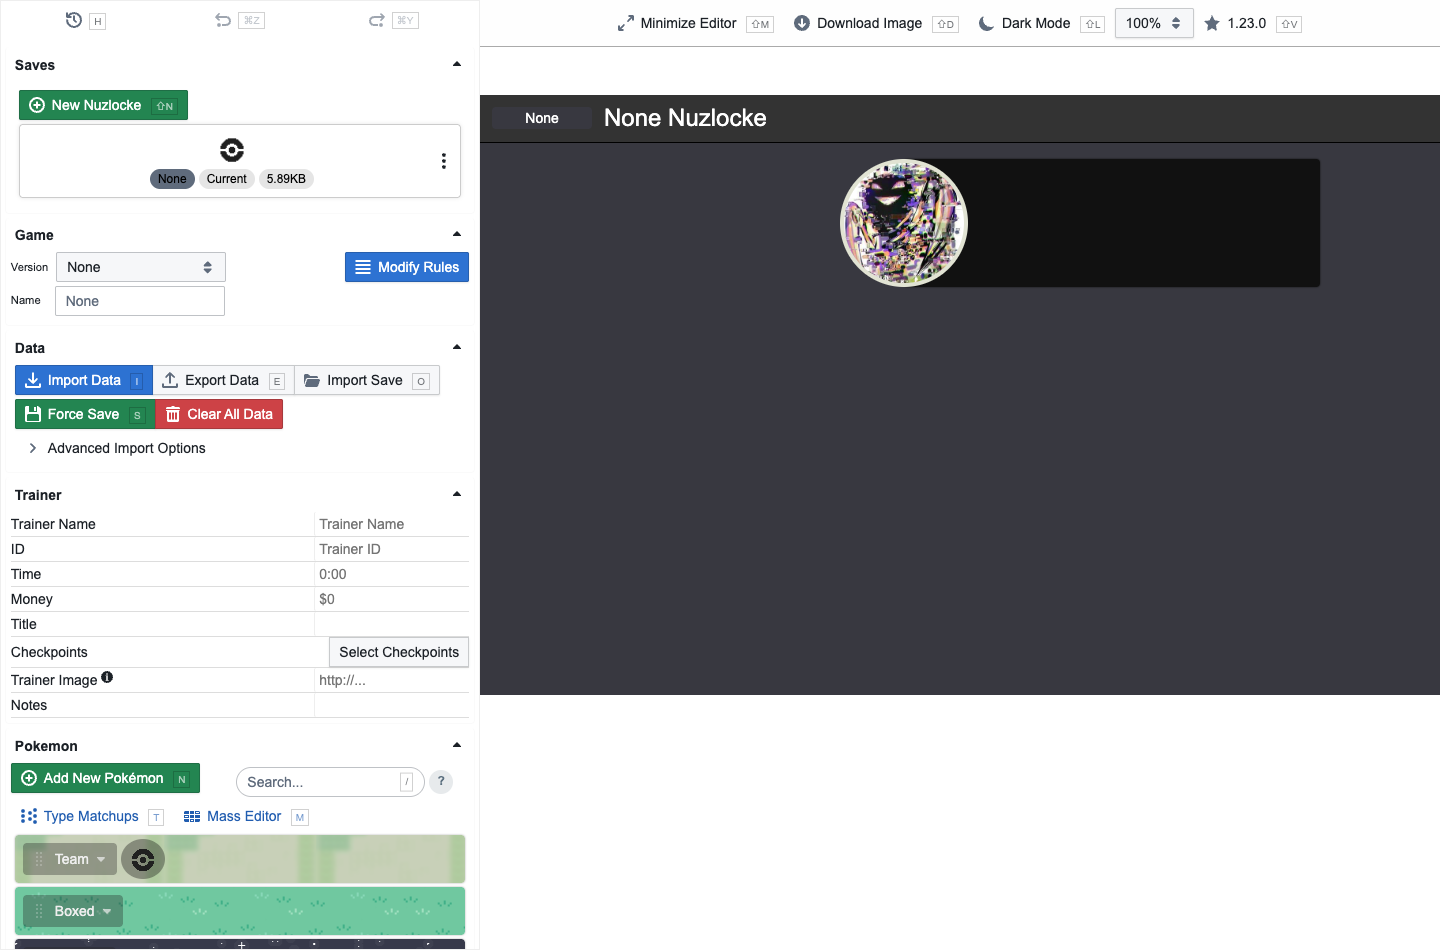 H ⌘Z ⌘Y
Minimize Editor ⇧M Download Image ⇧D Dark Mode ⇧L 100% 1.23.0 ⇧V
Saves
New Nuzlocke ⇧N
None Current 5.89KB
Game
Version None Modify Rules
Name None
Data
Import Data I Export Data E Import Save O
Force Save S Clear All Data
Advanced Import Options
Trainer
Trainer Name Trainer Name
ID Trainer ID
Time 0:00
Money $0
Title
Checkpoints Select Checkpoints
Trainer Image http://...
Notes
Pokemon
Add New Pokémon N Search... / ?
Type Matchups T Mass Editor M
Team
Boxed
None None Nuzlocke